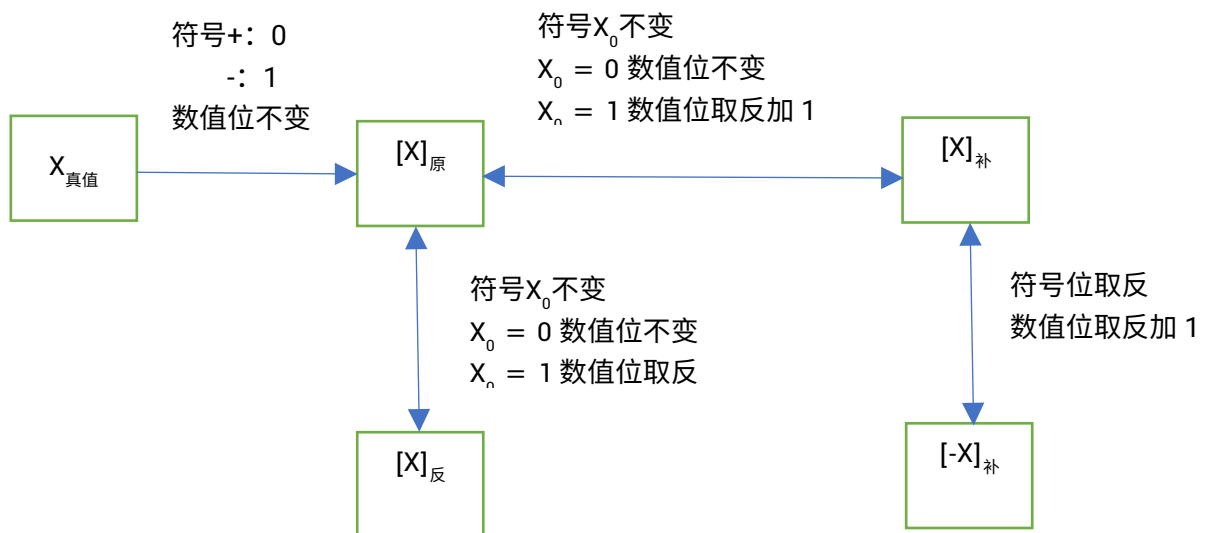 符号+：0
-：1
数值位不变
符号X₀不变
X₀ = 0 数值位不变
X₀ = 1 数值位取反加 1
X真值
[X]原
[X]补
符号X₀不变
X₀ = 0 数值位不变
X₀ = 1 数值位取反
符号位取反
数值位取反加 1
[X]反
[-X]补